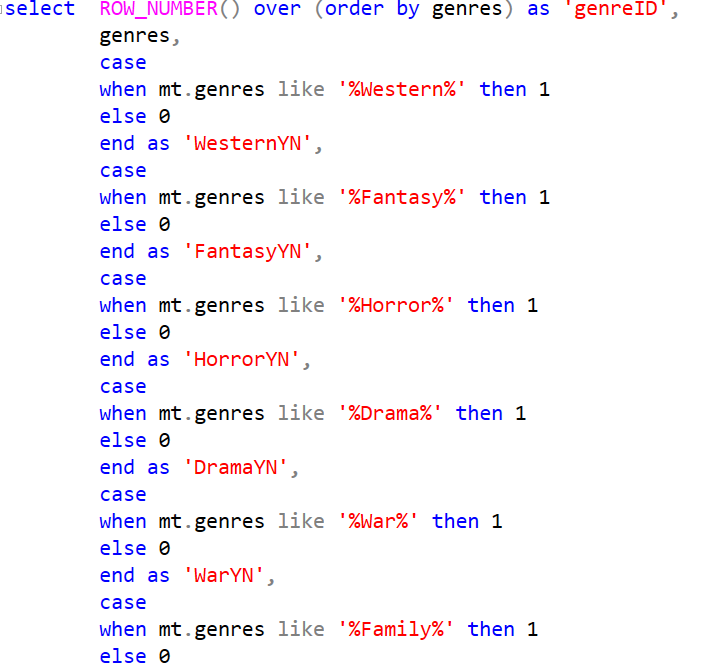 select ROW_NUMBER() over (order by genres) as 'genreID',
genres,
case
when mt.genres like '%Western%' then 1
else 0
end as 'WesternYN',
case
when mt.genres like '%Fantasy%' then 1
else 0
end as 'FantasyYN',
case
when mt.genres like '%Horror%' then 1
else 0
end as 'HorrorYN',
case
when mt.genres like '%Drama%' then 1
else 0
end as 'DramaYN',
case
when mt.genres like '%War%' then 1
else 0
end as 'WarYN',
case
when mt.genres like '%Family%' then 1
else 0